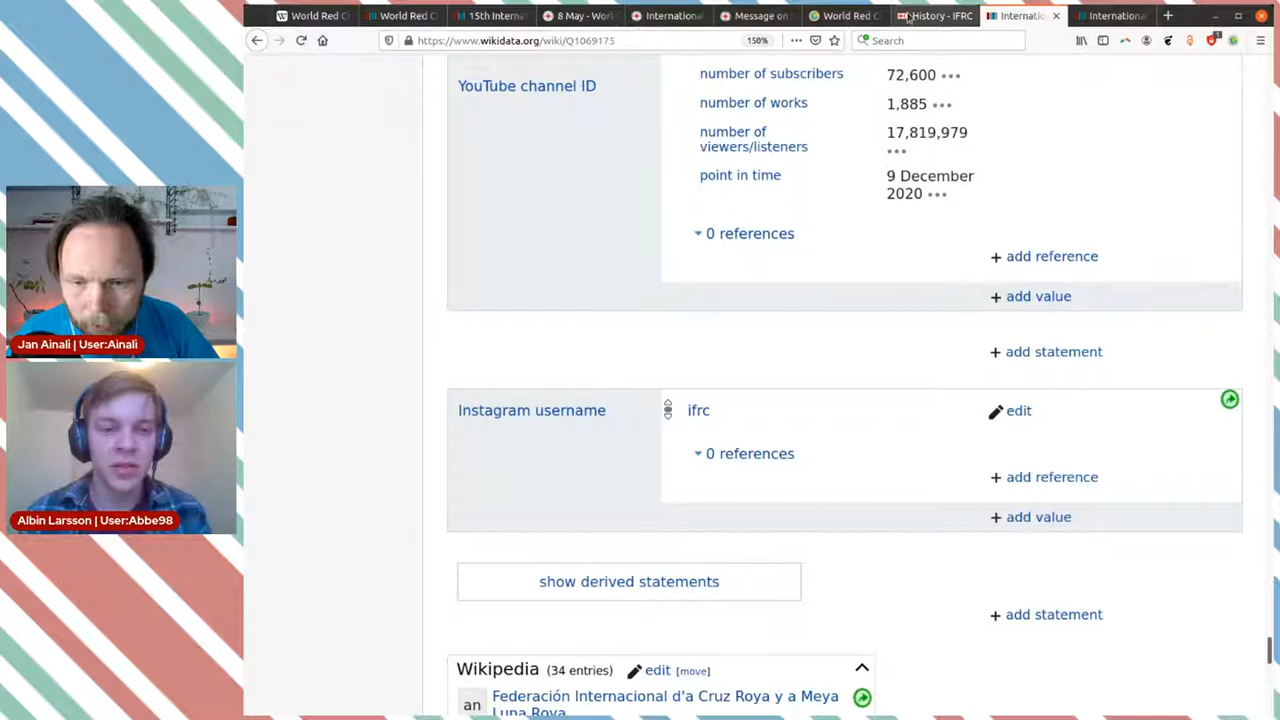 World Red C
World Red C
15th Interna
8 May - Worl
International
Message on
World Red C
History - IFRC
Internatio
International
https://www.wikidata.org/wiki/Q1069175
150%
Search
YouTube channel ID
number of subscribers
72,600
number of works
1,885
number of
viewers/listeners
17,819,979
point in time
9 December
2020
0 references
+ add reference
+ add value
+ add statement
Instagram username
ifrc
edit
0 references
+ add reference
+ add value
show derived statements
+ add statement
Wikipedia (34 entries) edit [move]
an
Federación Internacional d'a Cruz Roya y a Meya
Luna Roya
Jan Ainali | User:Ainali
Albin Larsson | User:Abbe98